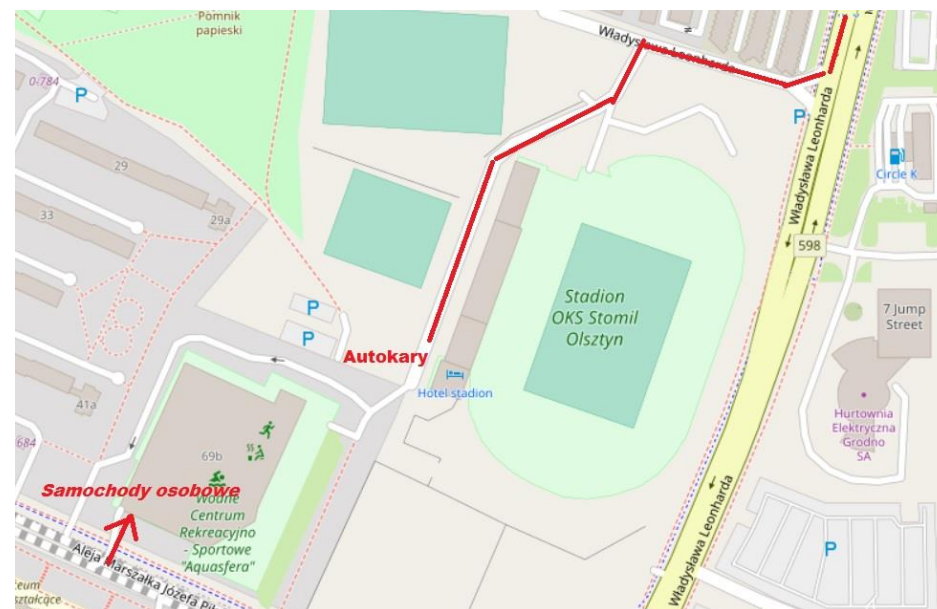 Pomnik
papieski
Władysława Leonharda
0-784
P
P
29
Władysława Leonharda
Circle K
33
29a
598
P
P
Stadion
OKS Stomil
Olsztyn
7 Jump
Street
Autokary
Hotel stadion
41a
Hurtownia
Elektryczna
Grodno
SA
684
69b
Samochody osobowe
Wodne
Centrum
Rekreacyjno
- Sportowe
"Aquasfera"
Władysława Leonharda
P
Aleja Marszałka Józefa Pił
ceum
ształcące